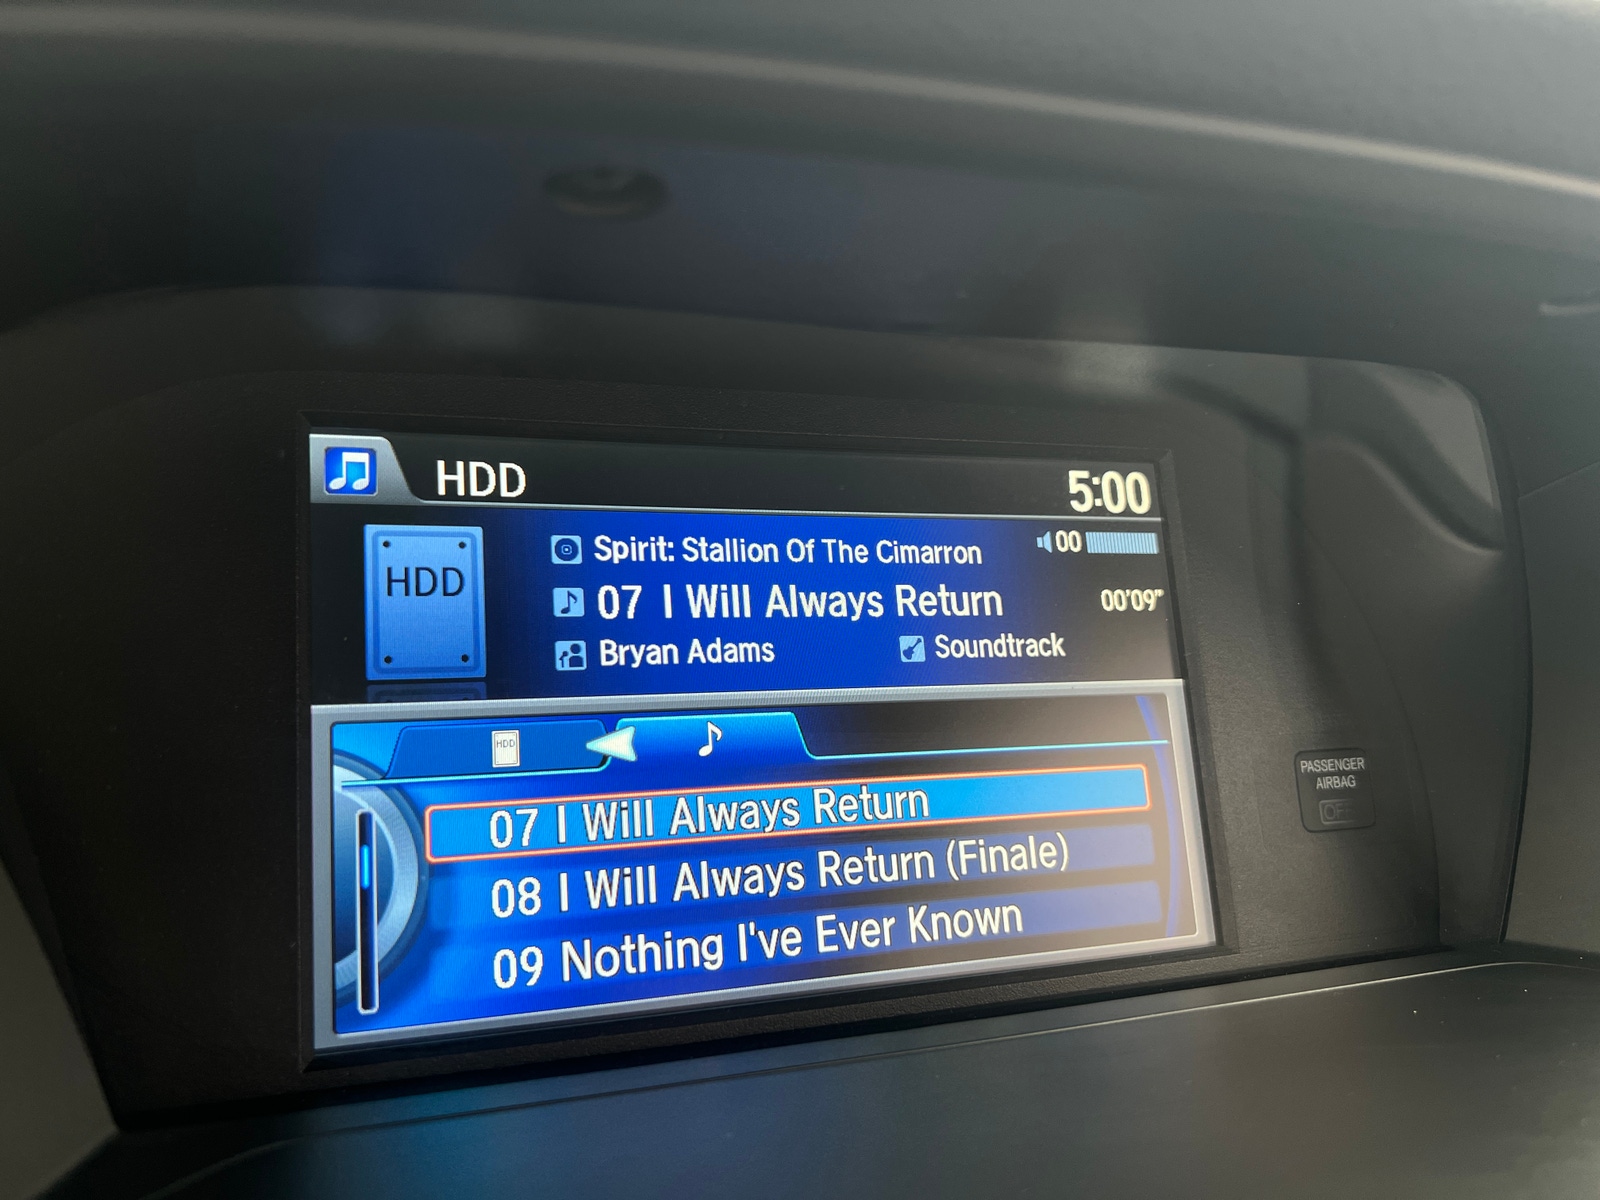 HDD
5:00
HDD
Spirit: Stallion Of The Cimarron
00
07 I Will Always Return
00'09"
Bryan Adams
Soundtrack
HDD
07 I Will Always Return
08 I Will Always Return (Finale)
09 Nothing I've Ever Known
PASSENGER
AIRBAG
OFF